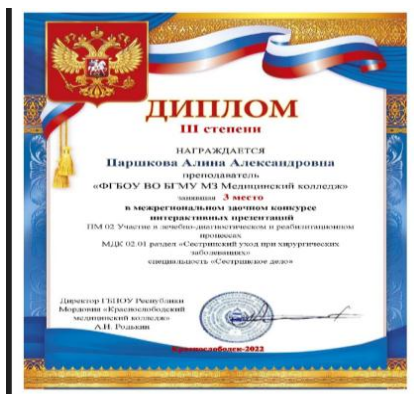 ДИПЛОМ
III степени
НАГРАЖДАЕТСЯ
Паршкова Алина Александровна
преподаватель
«ФГБОУ ВО БГМУ МЗ Медицинский колледж»
занявшая 3 место
в межрегиональном заочном конкурсе
интерактивных презентаций
ПМ 02 Участие в лечебно-диагностическом и реабилитационном
процессах
МДК 02.01 раздел «Сестринский уход при хирургических
заболеваниях»
специальность «Сестринское дело»
Директор ГБПОУ Республики
Мордовия «Краснослободский
медицинский колледж»
А.Н. Родькин
Краснослободск-2022